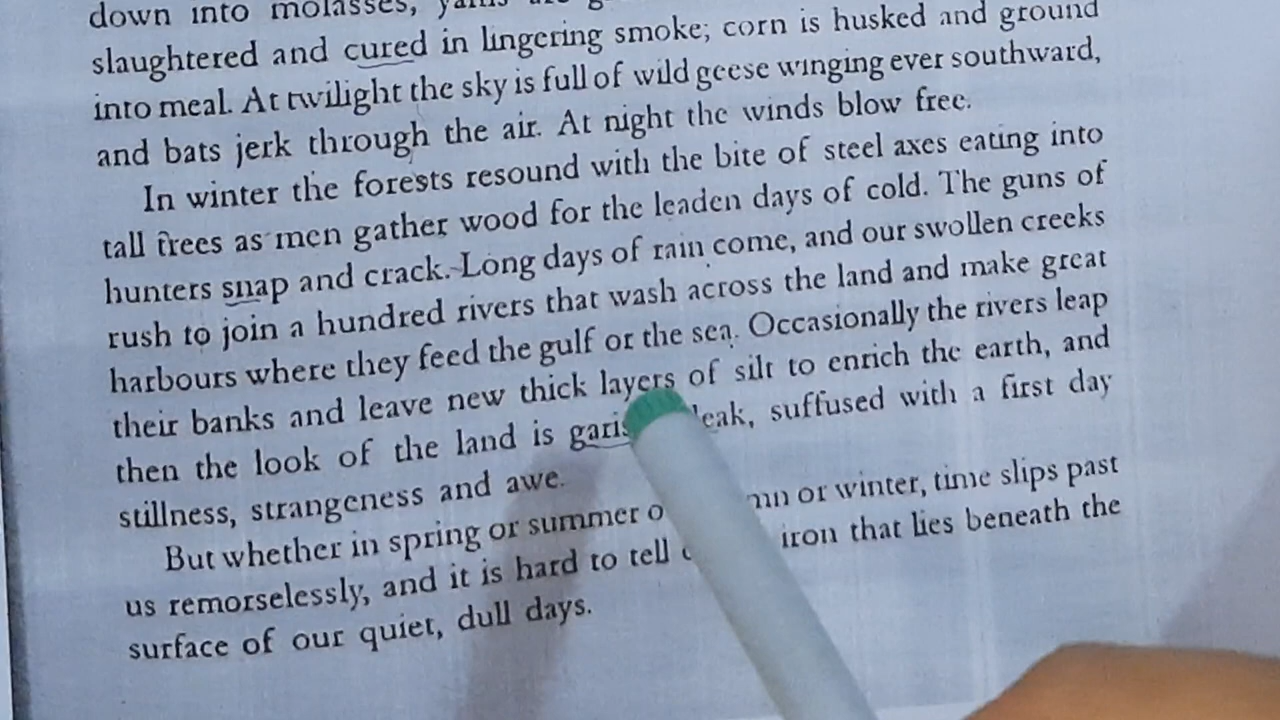 down into molasses,
slaughtered and cured in lingering smoke; corn is husked and ground
into meal. At twilight the sky is full of wild geese winging ever southward,
and bats jerk through the air. At night the winds blow free.
In winter the forests resound with the bite of steel axes eating into
tall trees as men gather wood for the leaden days of cold. The guns of
hunters snap and crack. Long days of rain come, and our swollen creeks
rush to join a hundred rivers that wash across the land and make great
harbours where they feed the gulf or the sea. Occasionally the rivers leap
their banks and leave new thick layers of silt to enrich the earth, and
then the look of the land is suffused with a first day
stillness, strangeness and awe.
But whether in spring or summer or winter, time slips past
us remorselessly, and it is hard to tell iron that lies beneath the
surface of our quiet, dull days.